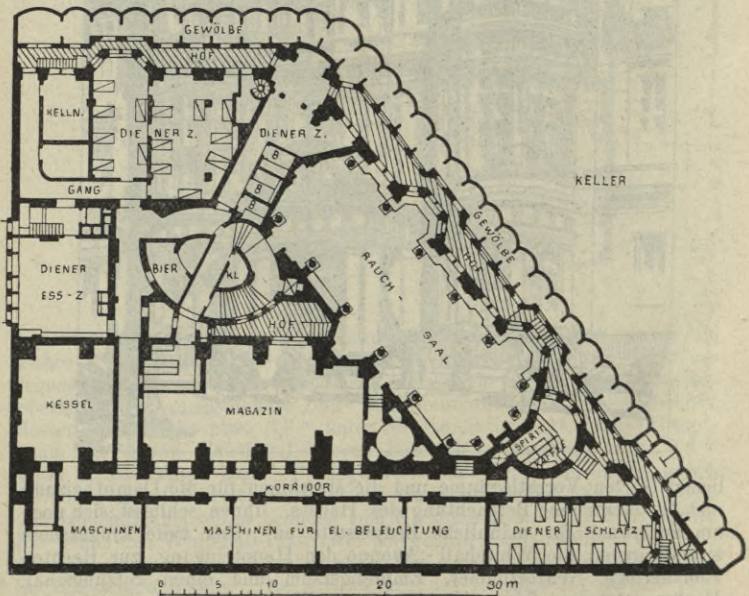 GEWÖLBE
HOF
KELLN.
DIENER Z.
DIENER Z.
B
B
B
GANG
KELLER
GEWÖLBE
HOF
DIENER
ESS-Z
BIER
KL
RAUCH-
SAAL
HOF
KESSEL
MAGAZIN
KORRIDOR
MASCHINEN
MASCHINEN FÜR EL. BELEUCHTUNG
DIENER
SCHLAFZ.
0 5 10 20 30 m